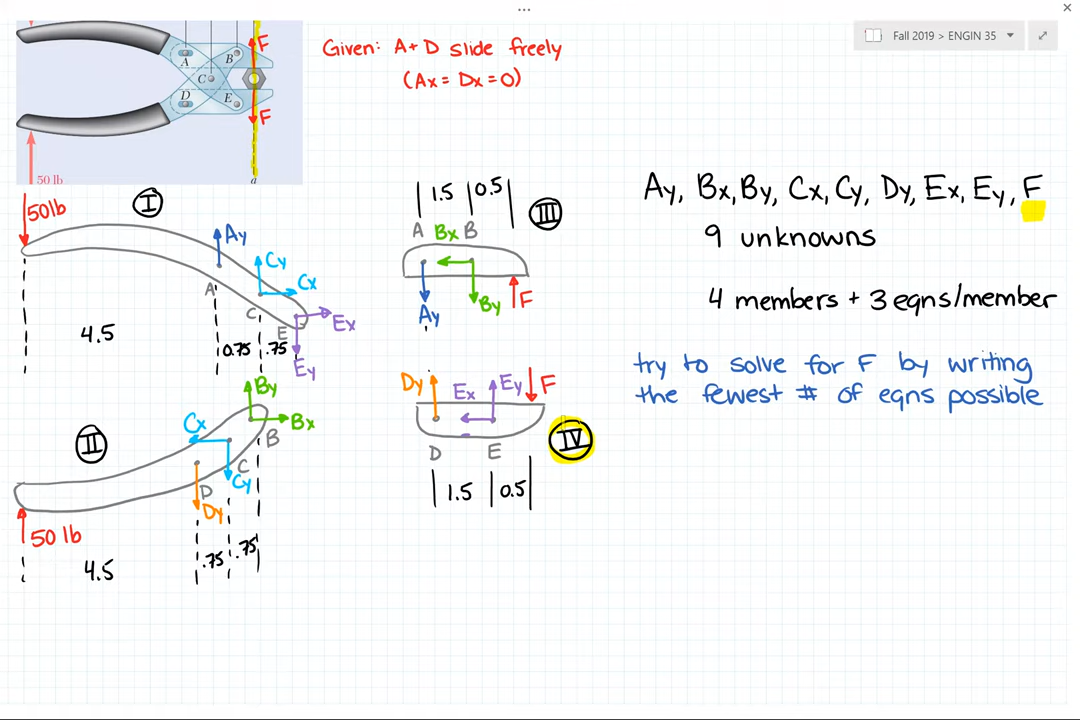 Fall 2019 > ENGIN 35
Given: A+D slide freely
(Ax = Dx = 0)
F
A
B
C
D
E
F
50 lb
a
50lb
I
Ay
Cy
Cx
A
C
E
Ex
Ey
4.5
0.75
.75
1.5
0.5
III
A
Bx
B
Ay
By
F
Ay, Bx, By, Cx, Cy, Dy, Ex, Ey, F
9 unknowns
4 members + 3 eqns/member
try to solve for F by writing
the fewest # of eqns possible
II
By
Bx
Cx
B
C
Cy
D
Dy
50 lb
4.5
.75
.75
Dy
Ex
Ey
F
IV
D
E
1.5
0.5